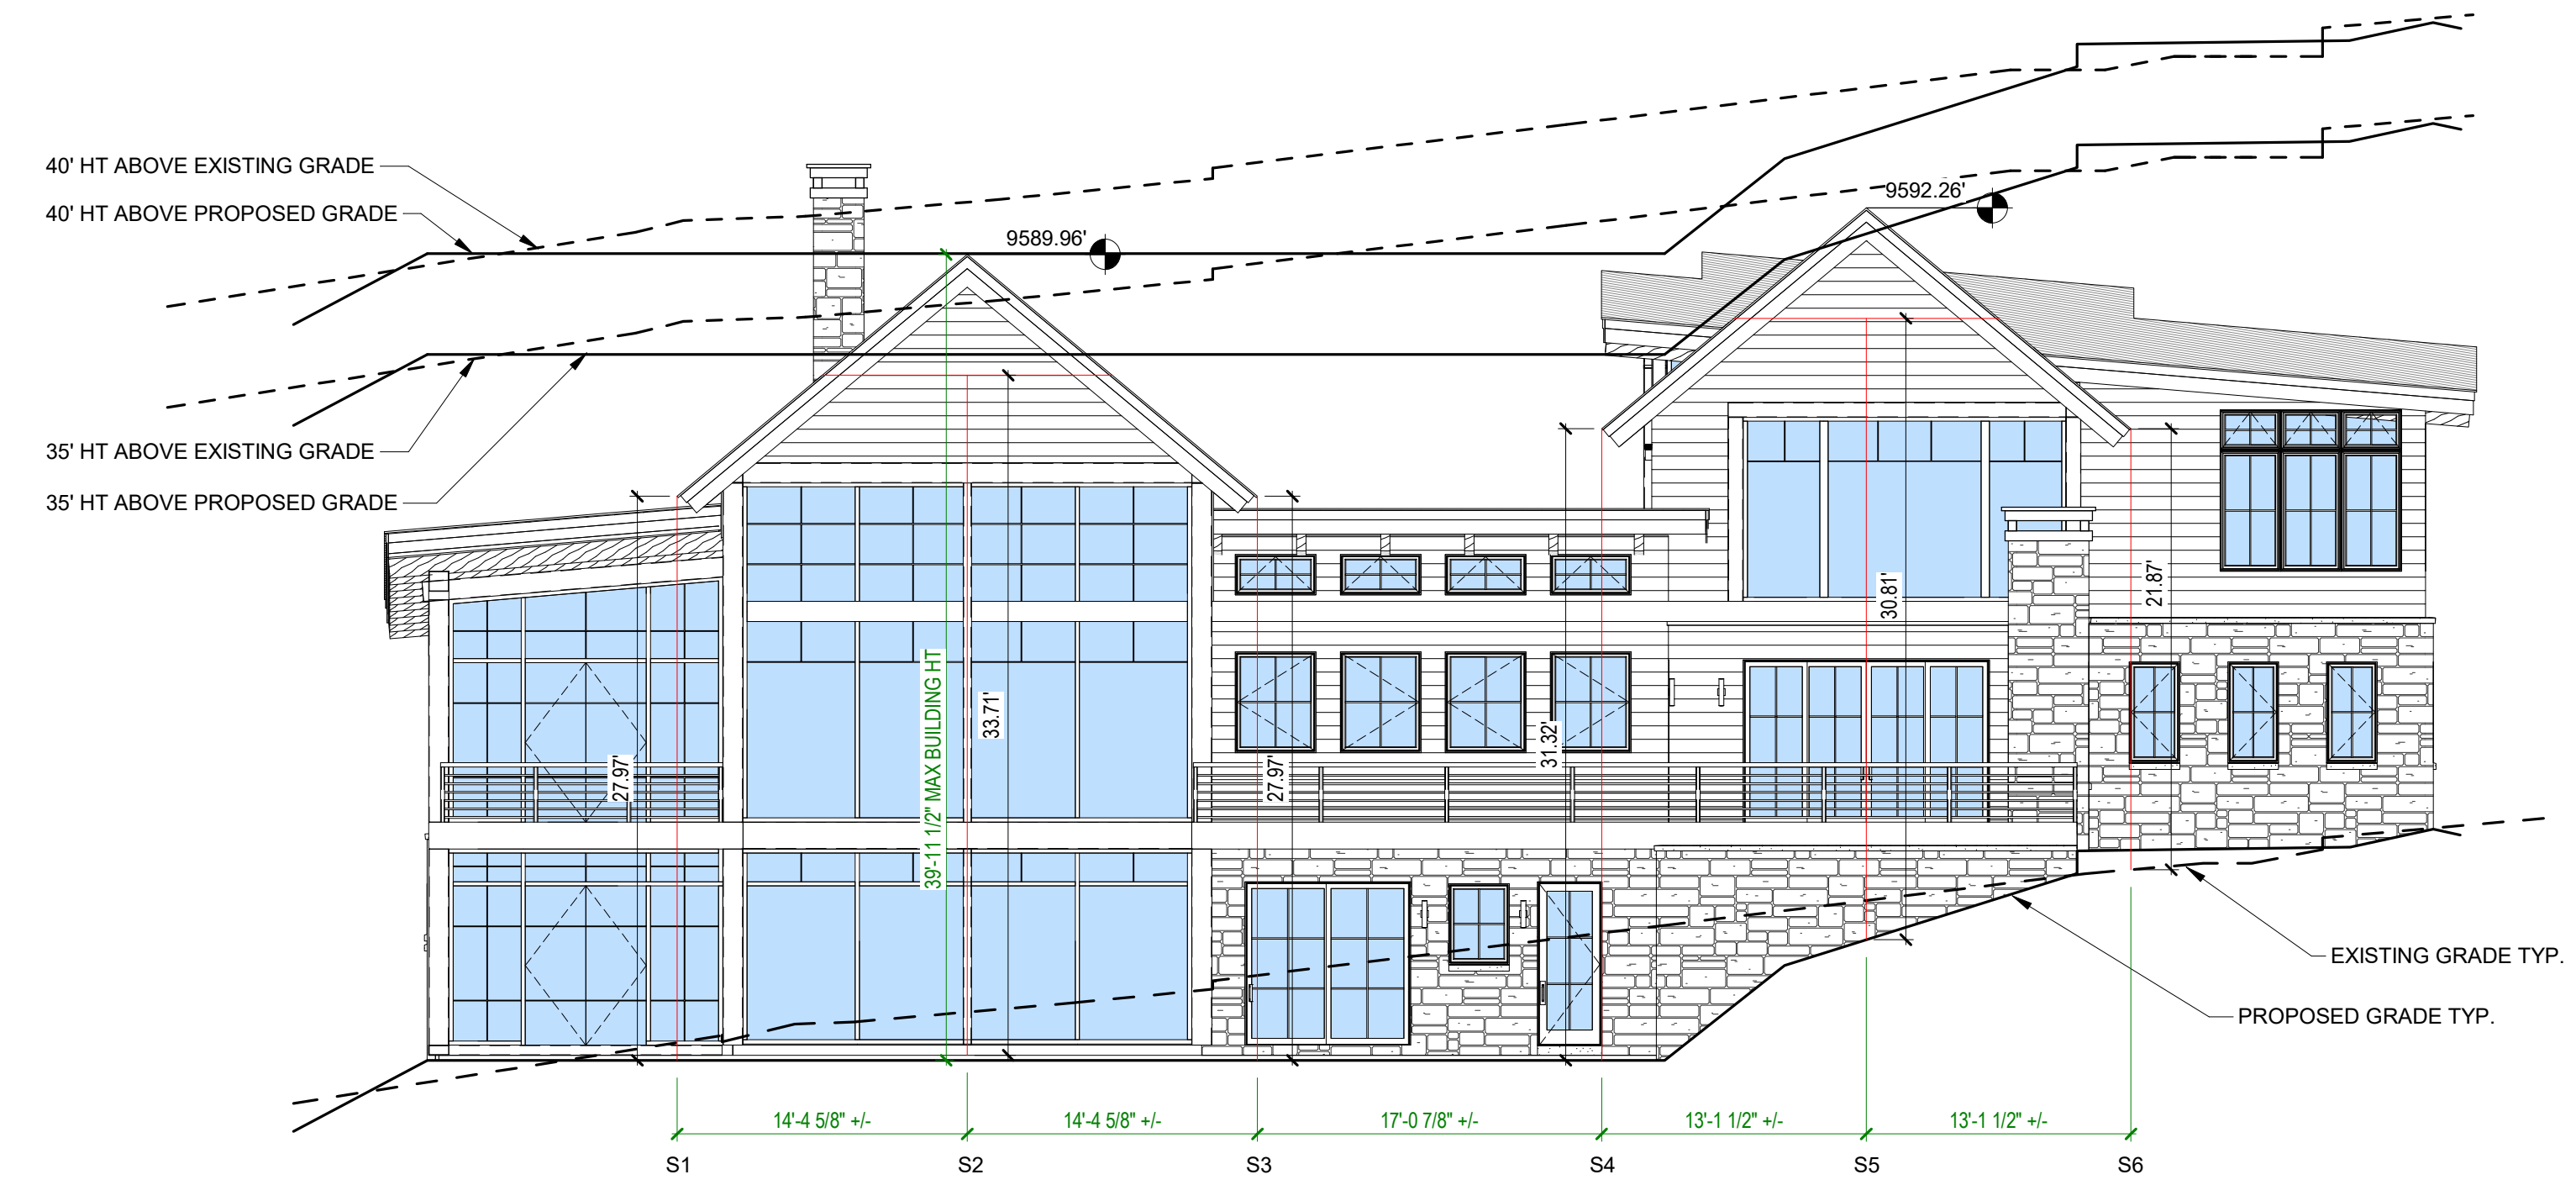 40' HT ABOVE EXISTING GRADE
40' HT ABOVE PROPOSED GRADE
9592.26'
9589.96'
35' HT ABOVE EXISTING GRADE
35' HT ABOVE PROPOSED GRADE
27.97'
39'-11 1/2" MAX BUILDING HT
33.71'
27.97'
31.32'
30.81'
21.87'
EXISTING GRADE TYP.
PROPOSED GRADE TYP.
14'-4 5/8" +/-
14'-4 5/8" +/-
17'-0 7/8" +/-
13'-1 1/2" +/-
13'-1 1/2" +/-
S1
S2
S3
S4
S5
S6